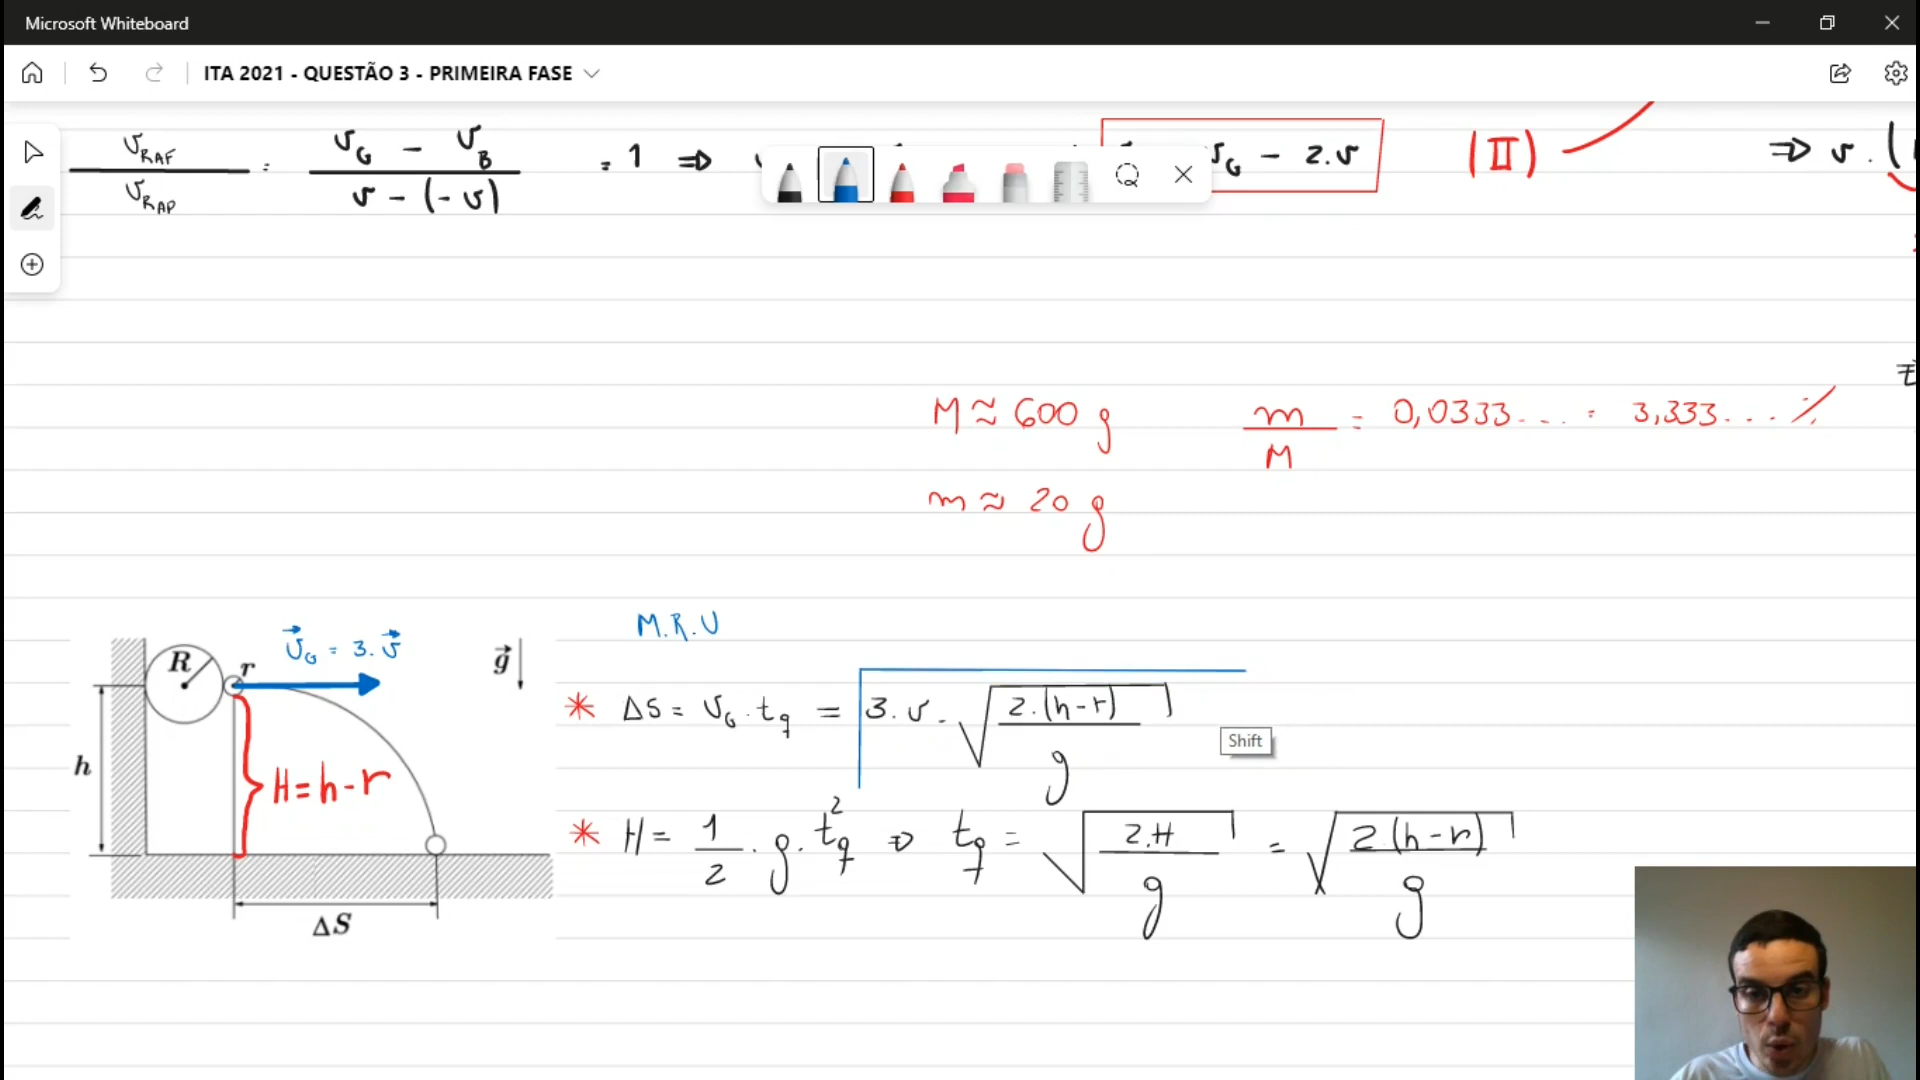 Microsoft Whiteboard
ITA 2021 - QUESTÃO 3 - PRIMEIRA FASE
v_RAF / v_RAP = (v_G - v_B) / (v - (-v)) = 1 ⇒ v_G - 2.v (II) ⇒ v.(
M ≈ 600 g m/M = 0,0333... = 3,333... %
m ≈ 20 g
M.R.U
v⃗_G = 3.v⃗
R r g⃗
* ΔS = v_G . t_q = 3.v.√(2.(h-r)/g)
Shift
h H = h - r
* H = 1/2 . g . t_q² ⇒ t_q = √(2.H/g) = √(2(h-r)/g)
ΔS